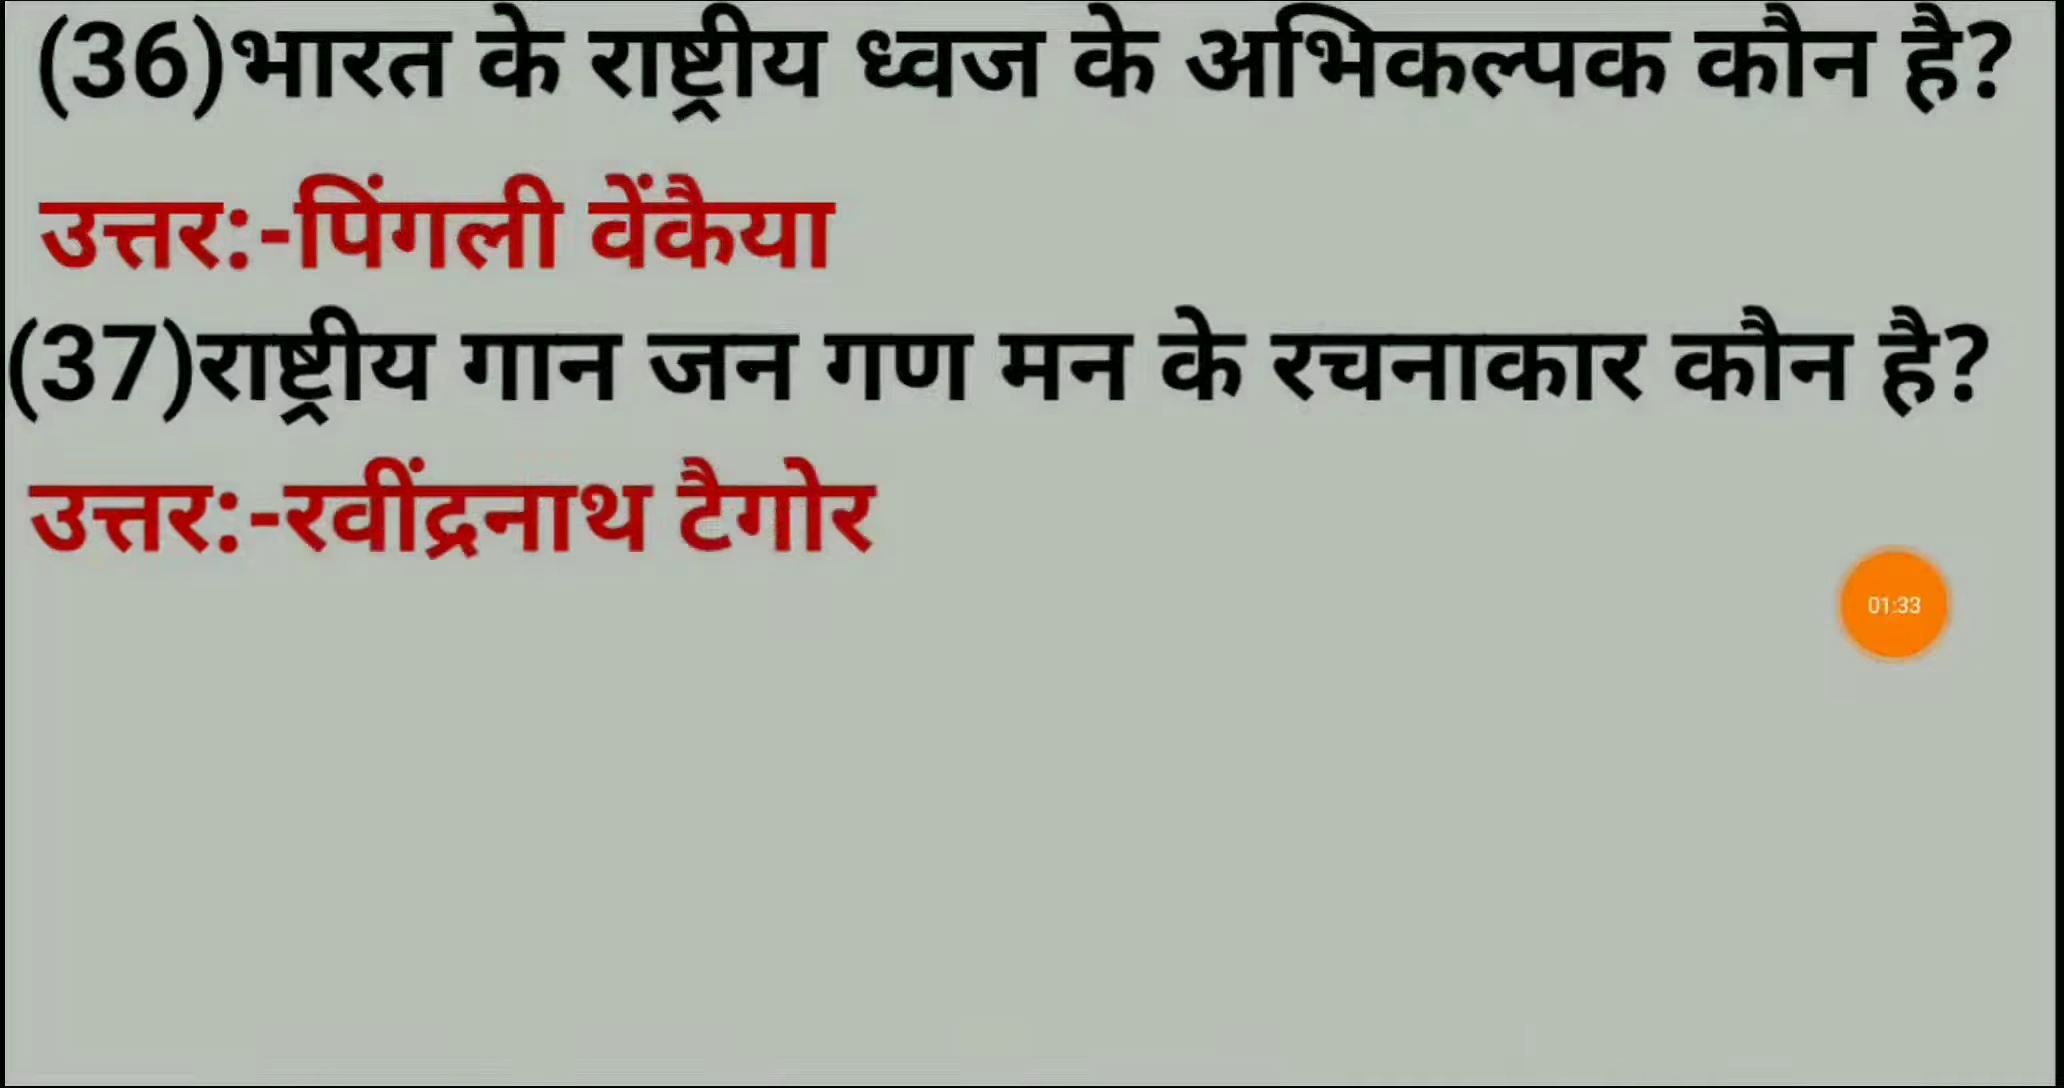 (36)भारत के राष्ट्रीय ध्वज के अभिकल्पक कौन है?
उत्तर:-पिंगली वेंकैया
(37)राष्ट्रीय गान जन गण मन के रचनाकार कौन है?
उत्तर:-रवींद्रनाथ टैगोर
01:33